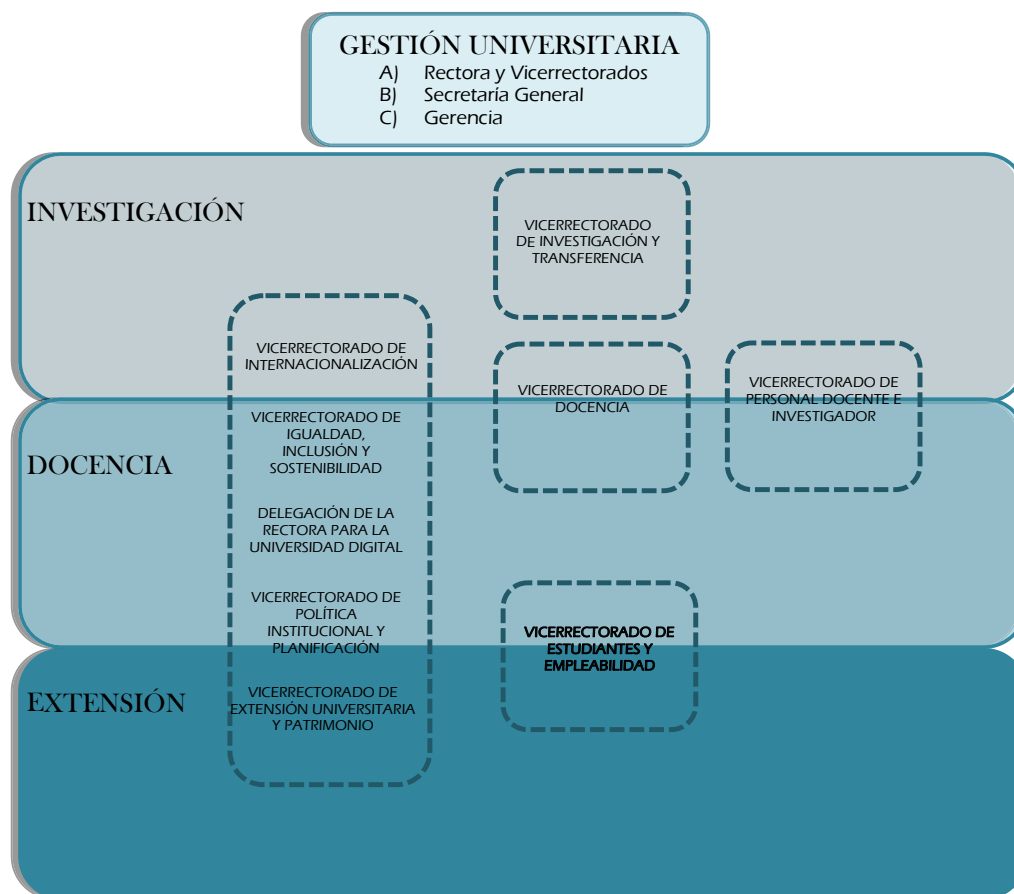 GESTIÓN UNIVERSITARIA
A) Rectora y Vicerrectorados
B) Secretaría General
C) Gerencia
INVESTIGACIÓN
VICERRECTORADO
DE INVESTIGACIÓN Y
TRANSFERENCIA
VICERRECTORADO DE
INTERNACIONALIZACIÓN
VICERRECTORADO DE
DOCENCIA
VICERRECTORADO DE
PERSONAL DOCENTE E
INVESTIGADOR
DOCENCIA
VICERRECTORADO DE
IGUALDAD,
INCLUSIÓN Y
SOSTENIBILIDAD
DELEGACIÓN DE LA
RECTORA PARA LA
UNIVERSIDAD DIGITAL
VICERRECTORADO DE
POLÍTICA
INSTITUCIONAL Y
PLANIFICACIÓN
VICERRECTORADO DE
ESTUDIANTES Y
EMPLEABILIDAD
EXTENSIÓN
VICERRECTORADO DE
EXTENSIÓN UNIVERSITARIA
Y PATRIMONIO